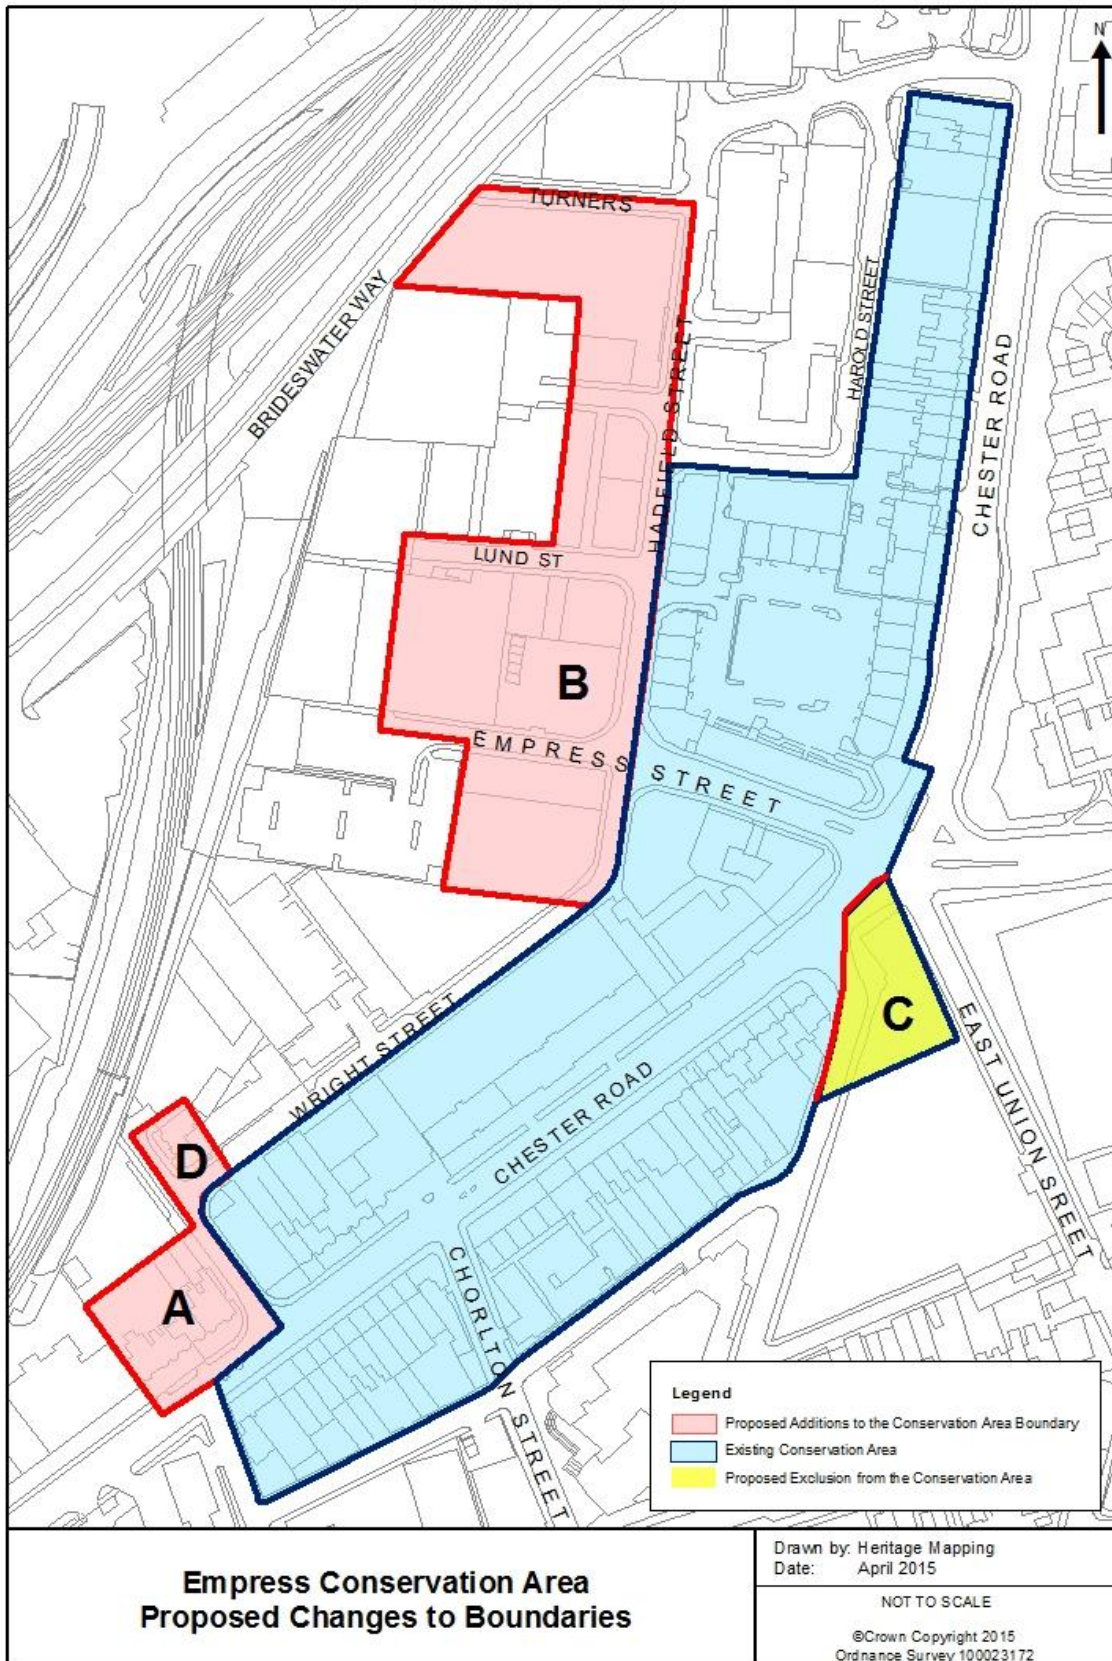 N
TURNERS
BRIDESWATER WAY
HADFIELD STREET
HAROLD STREET
CHESTER ROAD
LUND ST
B
EMPRESS STREET
C
EAST UNION SREET
WRIGHT STREET
CHESTER ROAD
D
A
CHORLTON STREET
Legend
Proposed Additions to the Conservation Area Boundary
Existing Conservation Area
Proposed Exclusion from the Conservation Area
Empress Conservation Area
Proposed Changes to Boundaries
Drawn by: Heritage Mapping
Date: April 2015
NOT TO SCALE
©Crown Copyright 2015
Ordnance Survey 100023172